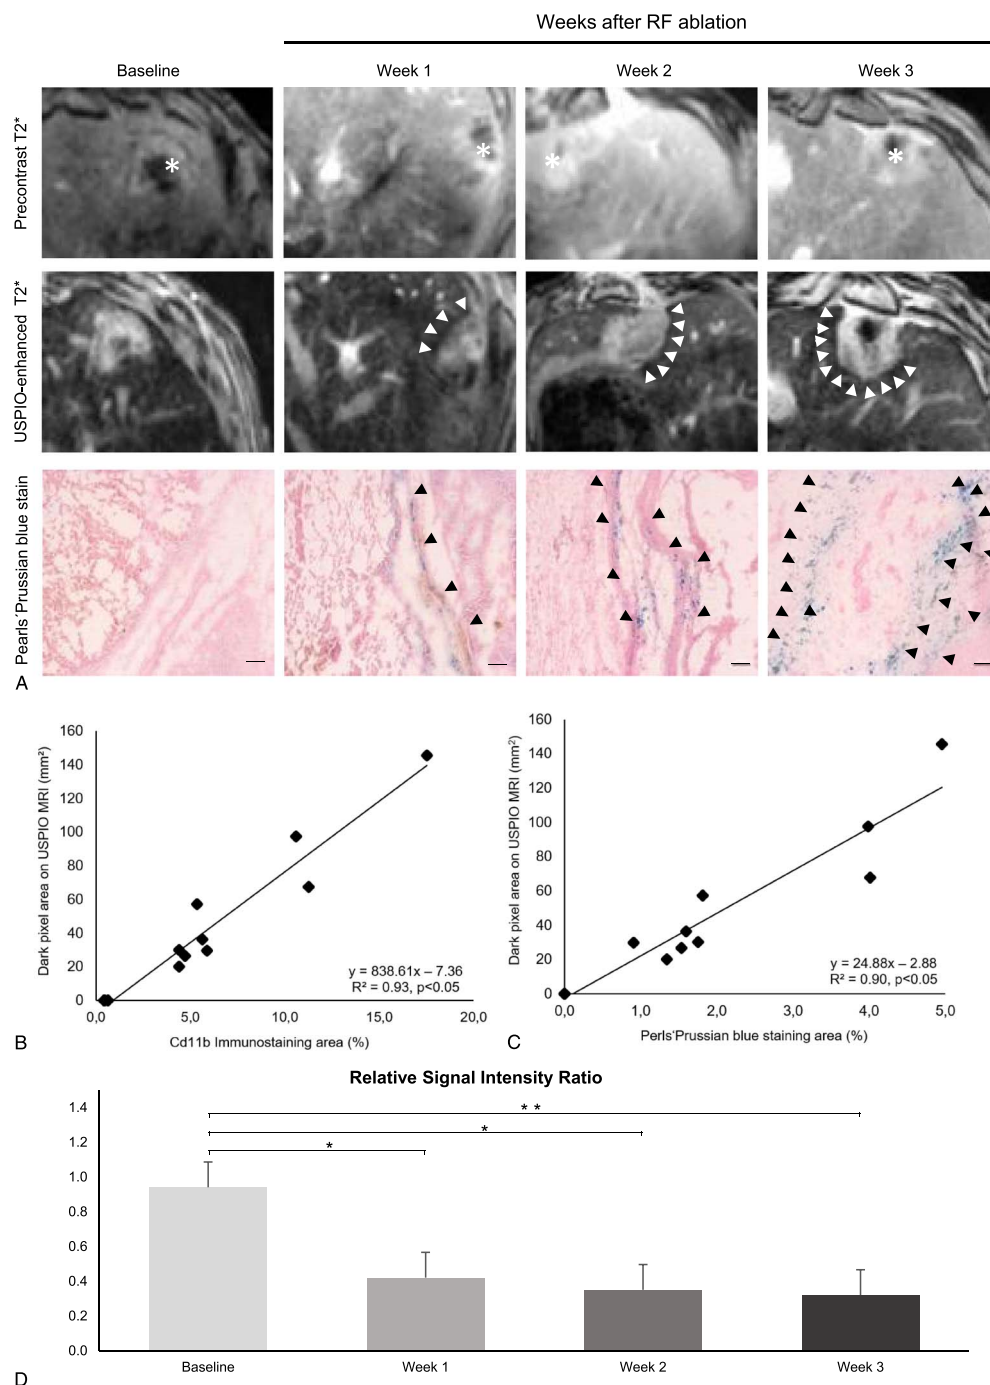 Weeks after RF ablation
Baseline
Week 1
Week 2
Week 3
Precontrast T2*
*
*
*
*
USPIO-enhanced T2*
Pearls´Prussian blue stain
A
160
140
120
100
80
60
40
20
0
Dark pixel area on USPIO MRI (mm²)
y = 838.61x – 7.36
R² = 0.93, p<0.05
0,0
5,0
10,0
15,0
20,0
Cd11b Immunostaining area (%)
B
160
140
120
100
80
60
40
20
0
Dark pixel area on USPIO MRI (mm²)
y = 24.88x – 2.88
R² = 0.90, p<0.05
0,0
1,0
2,0
3,0
4,0
5,0
Perls´Prussian blue staining area (%)
C
Relative Signal Intensity Ratio
1.4
1.2
1.0
0.8
0.6
0.4
0.2
0.0
* *
*
*
Baseline
Week 1
Week 2
Week 3
D